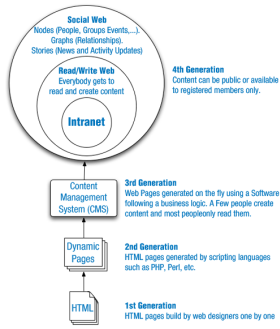 Social Web
Nodes (People, Groups Events,...).
Graphs (Relationships).
Stories (News and Activity Updates)
Read/Write Web
Everybody gets to
read and create content
Intranet
4th Generation
Content can be public or available
to registered members only.
Content
Management
System (CMS)
3rd Generation
Web Pages generated on the fly using a Software
following a business logic. A Few people create
content and most peopleonly read them.
Dynamic
Pages
2nd Generation
HTML pages generated by scripting languages
such as PHP, Perl, etc.
HTML
1st Generation
HTML pages build by web designers one by one